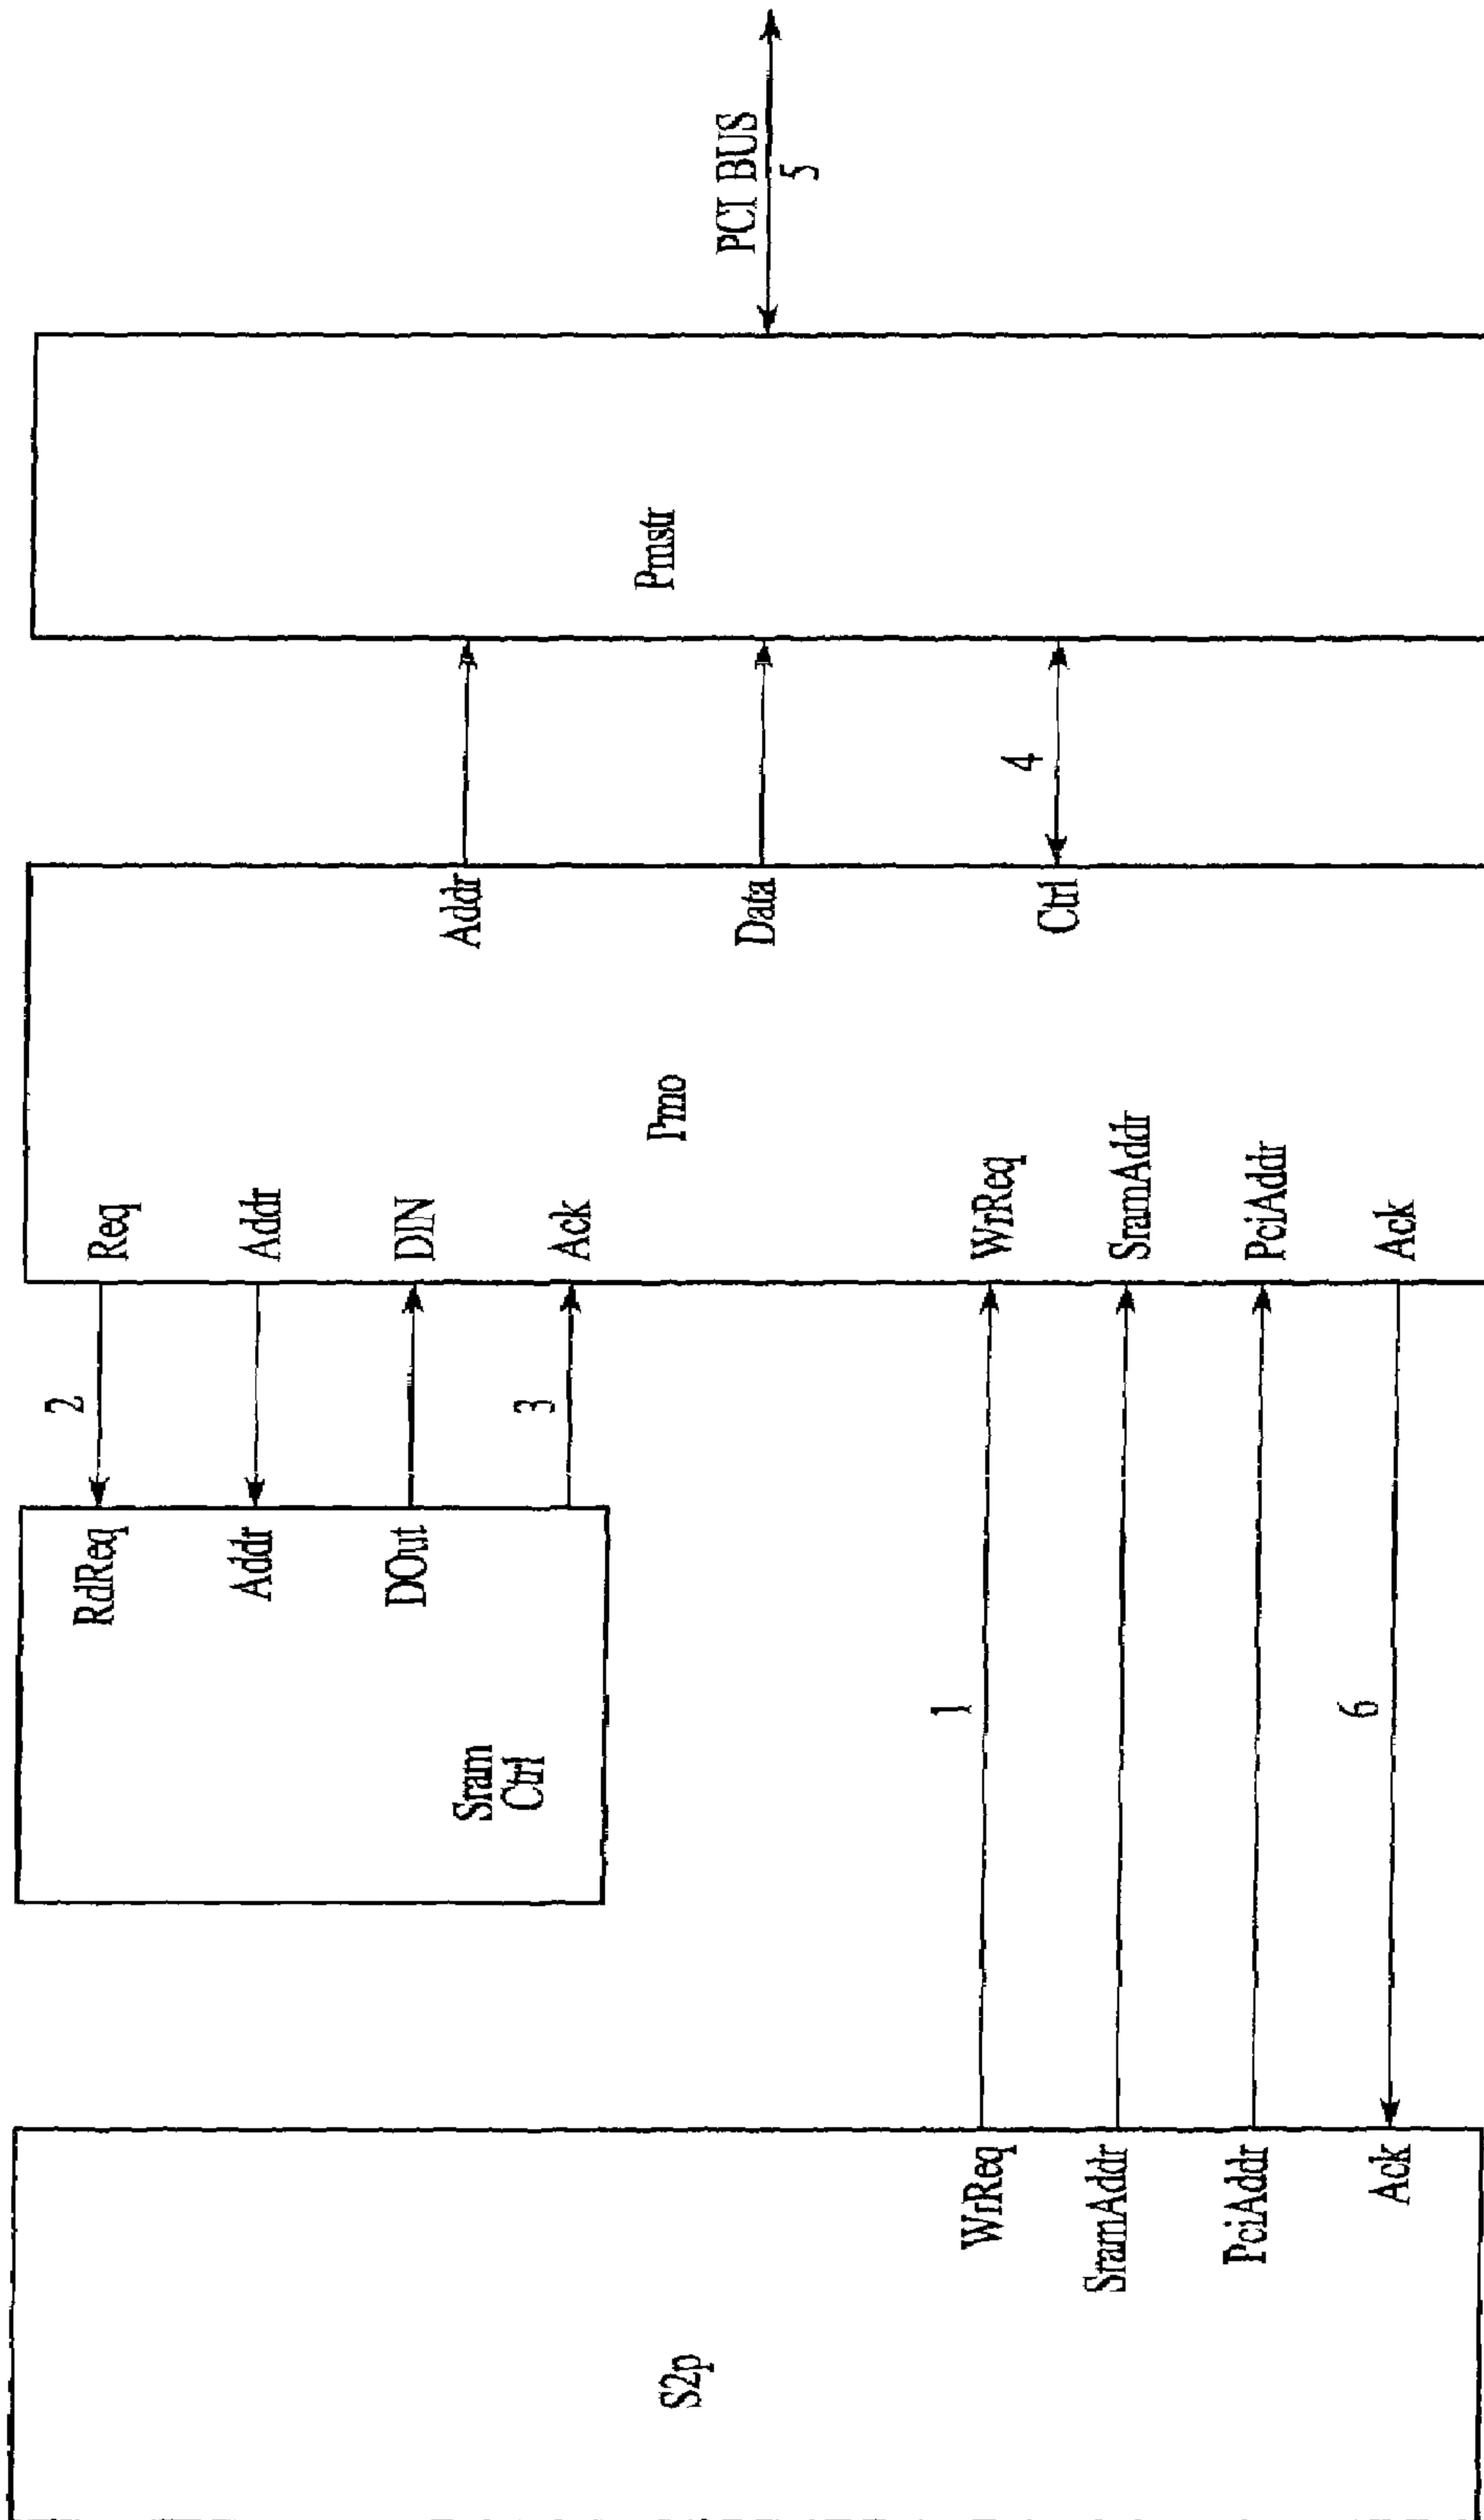 S2p
WrReq
SramAddr
PciAddr
Ack
1
6
Sram
Ctrl
RdReq
Addr
DOut
2
3
Req
Addr
DIN
Ack
WrReq
SramAddr
PciAddr
Ack
Pmo
Addr
Data
Ctrl
4
Pmstr
PCI BUS
5